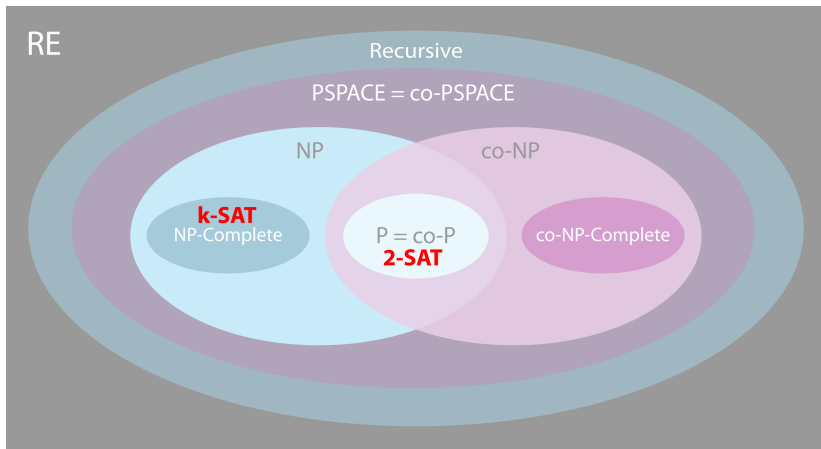 RE
Recursive
PSPACE = co-PSPACE
NP
co-NP
k-SAT
NP-Complete
P = co-P
2-SAT
co-NP-Complete